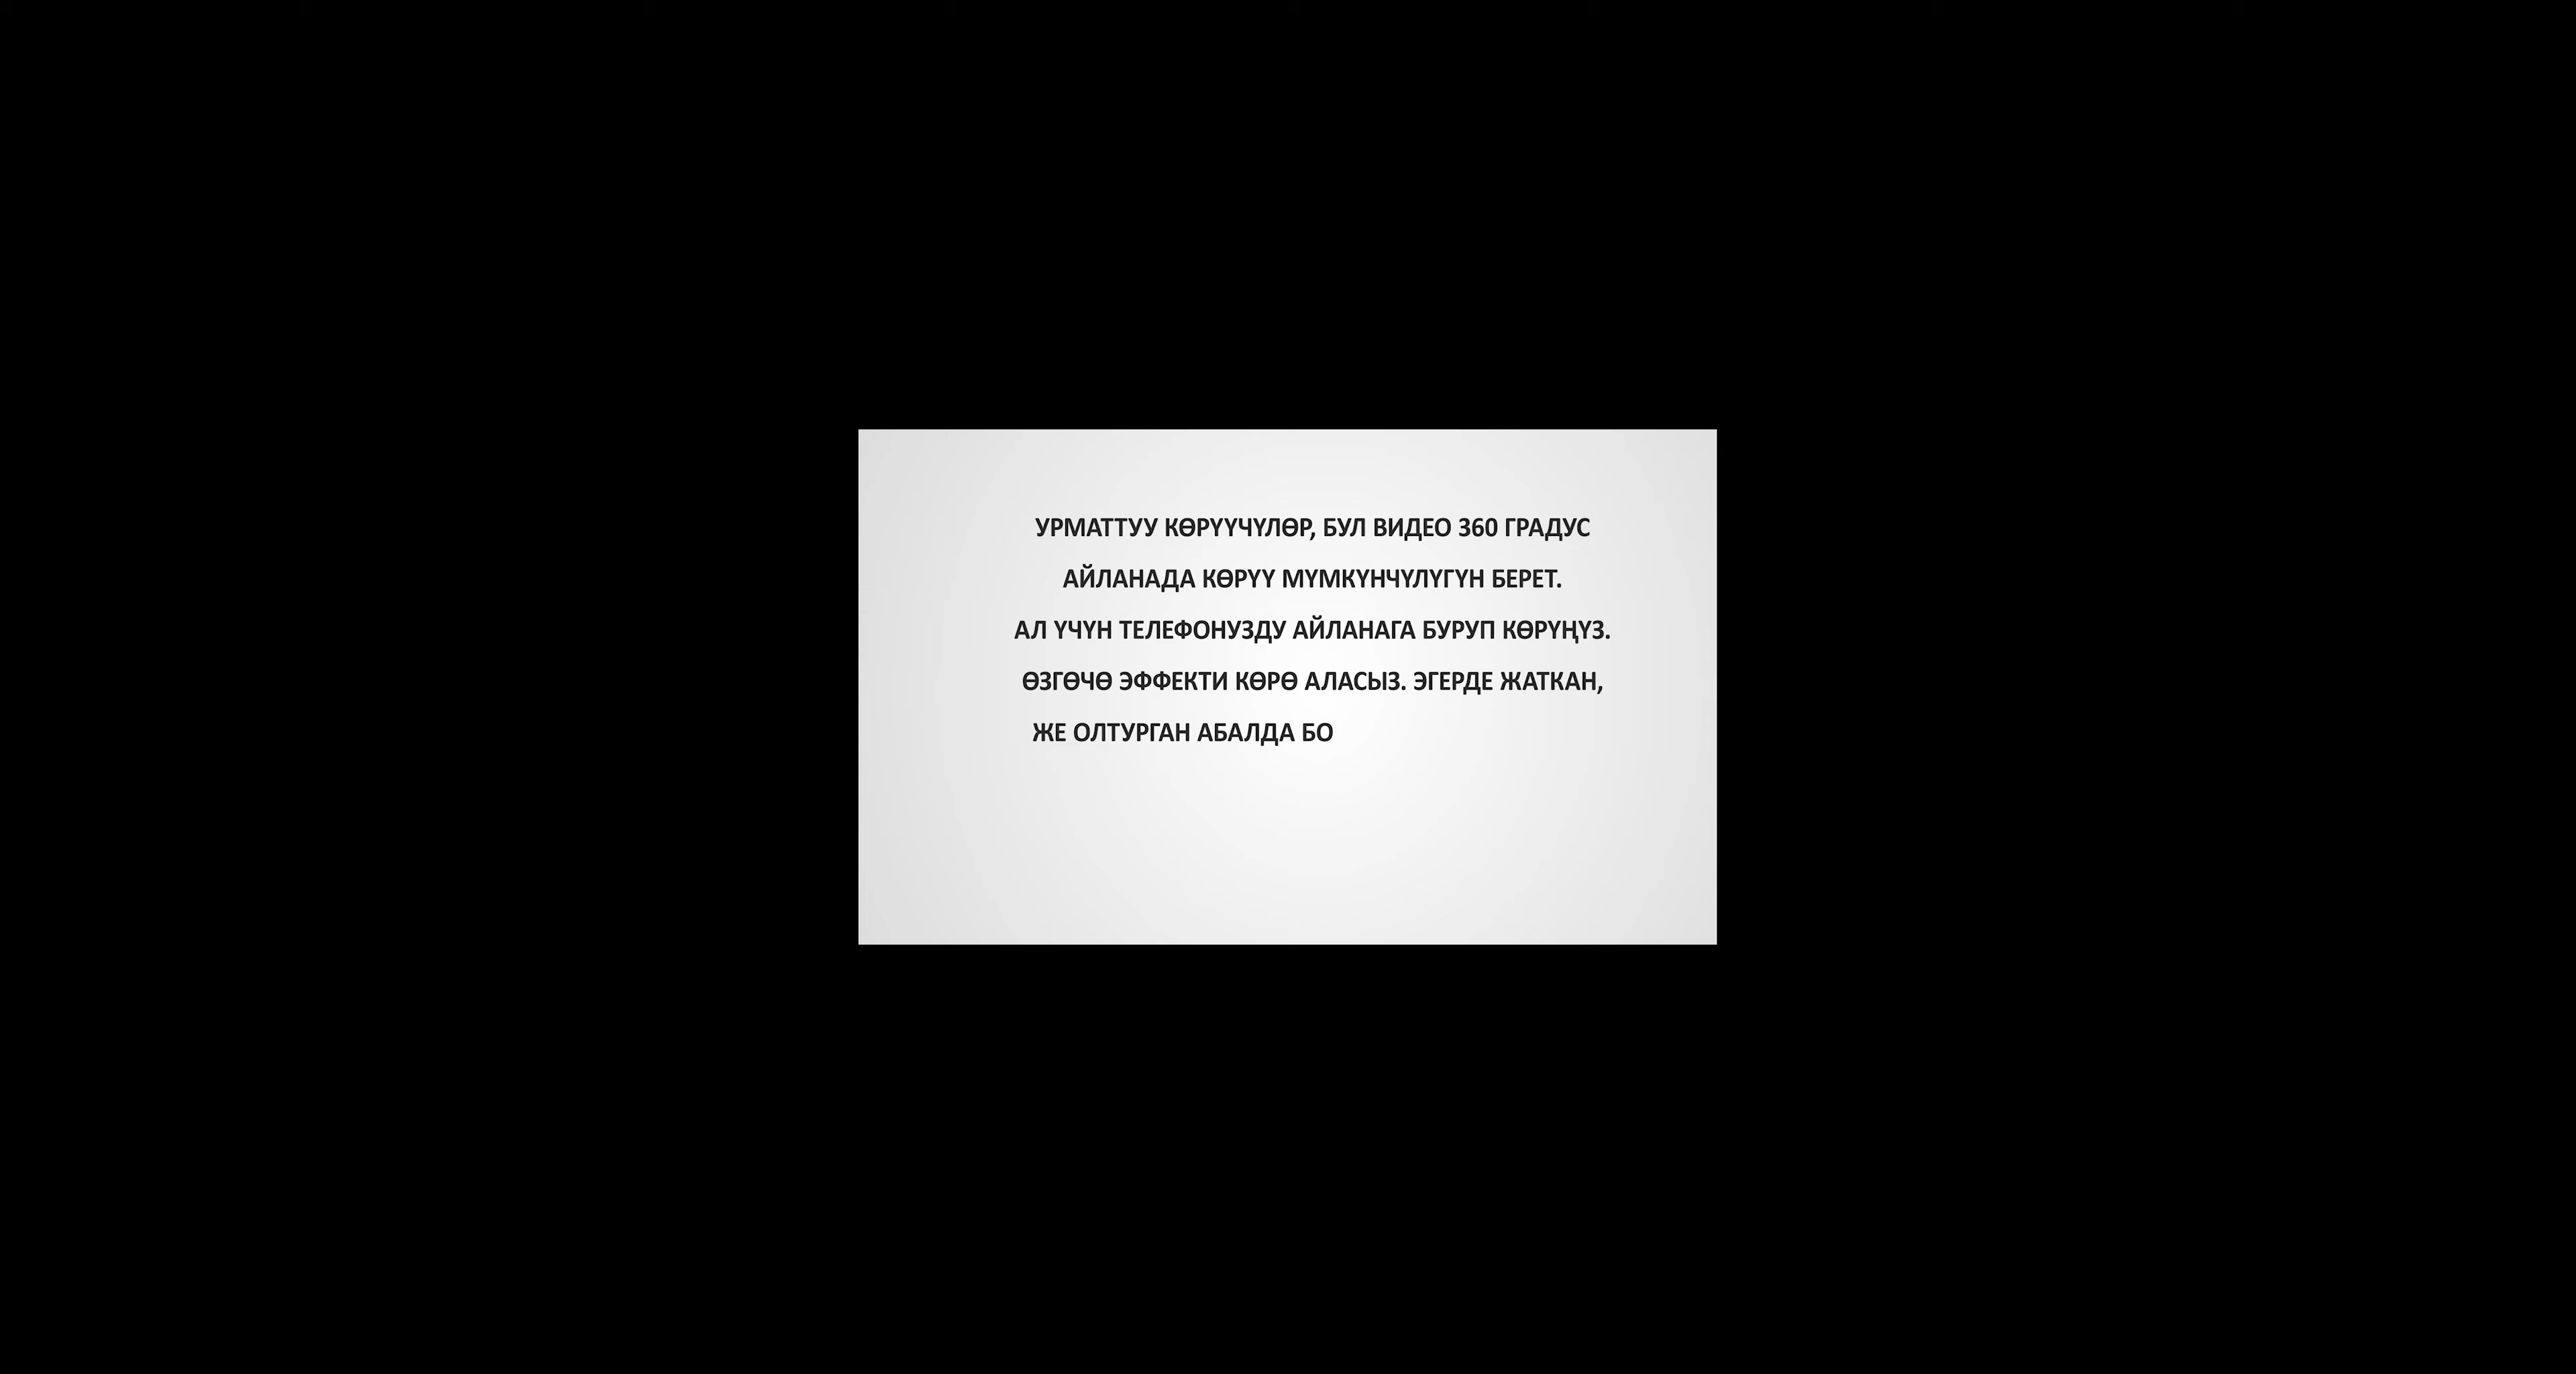 УРМАТТУУ КӨРҮҮЧҮЛӨР, БУЛ ВИДЕО 360 ГРАДУС
АЙЛАНАДА КӨРҮҮ МҮМКҮНЧҮЛҮГҮН БЕРЕТ.
АЛ ҮЧҮН ТЕЛЕФОНУЗДУ АЙЛАНАГА БУРУП КӨРҮҢҮЗ.
ӨЗГӨЧӨ ЭФФЕКТИ КӨРӨ АЛАСЫЗ. ЭГЕРДЕ ЖАТКАН,
ЖЕ ОЛТУРГАН АБАЛДА БО